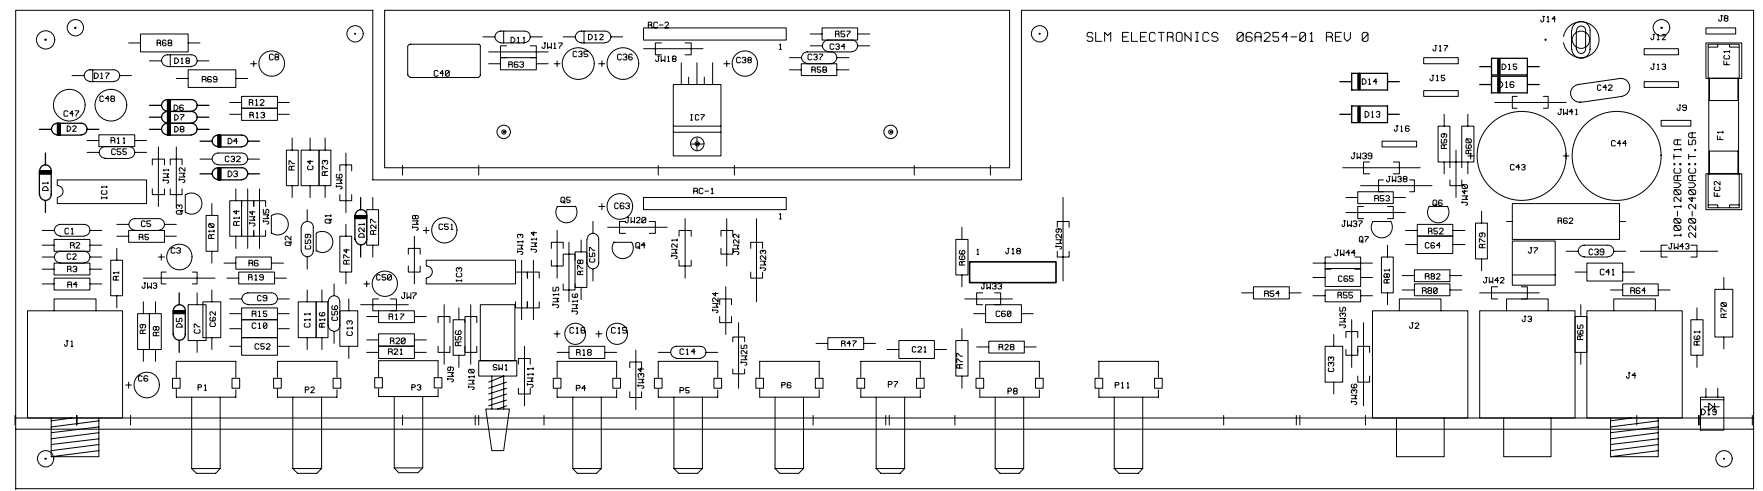 RC-2
J14
J8
R57
SLM ELECTRONICS 06A254-01 REV 0
R68
D11
D12
JW17
1
C34
J12
J17
C8
D18
R63
C35
C36
JW18
C38
C37
R58
FC1
D17
R69
C40
D15
J13
J15
D14
D16
C42
C47
C48
R12
D6
R13
D7
D8
JW41
J9
D13
IC7
D2
R11
D4
C55
C32
D3
J16
R59
R60
C43
C44
F1
R7
C4
R73
JW1
JW2
JW6
JW39
JW38
JW40
100-120VAC:T1A
220-240VAC:T.5A
D1
IC1
FC2
RC-1
1
Q3
R53
JW37
Q6
Q5
C63
R14
JW4
JW5
Q1
D21
R27
JW8
C51
JW20
R62
C1
C5
R5
R10
Q2
C59
R74
JW13
JW14
Q4
JW21
JW22
JW23
JW29
Q7
R52
C64
R79
R2
C2
R3
R4
C3
R1
JW3
R6
R19
C50
IC3
JW15
JW16
R78
C57
R66
1
J18
JW44
C65
R55
R81
R82
R80
J7
C39
C41
JW43
JW42
R64
C9
R15
C10
C52
C11
R16
C56
C13
JW7
R17
R20
R21
JW24
JW33
C60
R54
R70
J1
R9
R8
D5
C7
C62
R56
C16
C15
R18
C14
JW25
R47
C21
R77
R28
JW35
C33
JW36
J2
J3
R65
J4
R61
JW9
JW10
SW1
JW11
JW34
C6
P1
P2
P3
P4
P5
P6
P7
P8
P11
D19